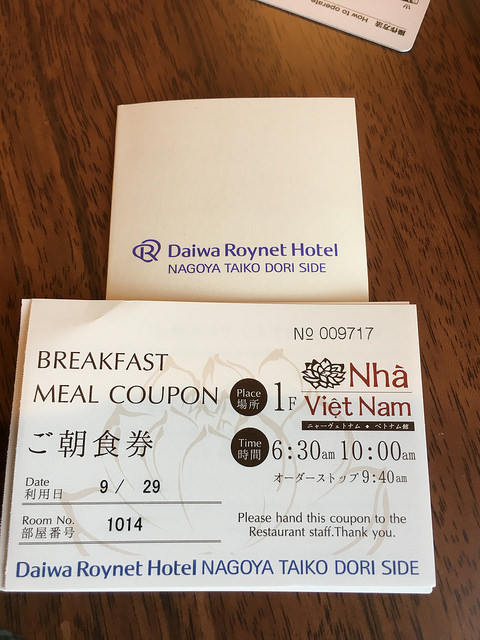 How to operate
操作方法
Daiwa Roynet Hotel
NAGOYA TAIKO DORI SIDE
№ 009717
BREAKFAST
MEAL COUPON
ご朝食券
Place
場所
1F
Nhà
Việt Nam
ニャーヴェトナム ◆ ベトナム館
Time
時間
6:30am 10:00am
オーダーストップ9:40am
Date
利用日
9 / 29
Room No.
部屋番号
1014
Please hand this coupon to the
Restaurant staff.Thank you.
Daiwa Roynet Hotel NAGOYA TAIKO DORI SIDE